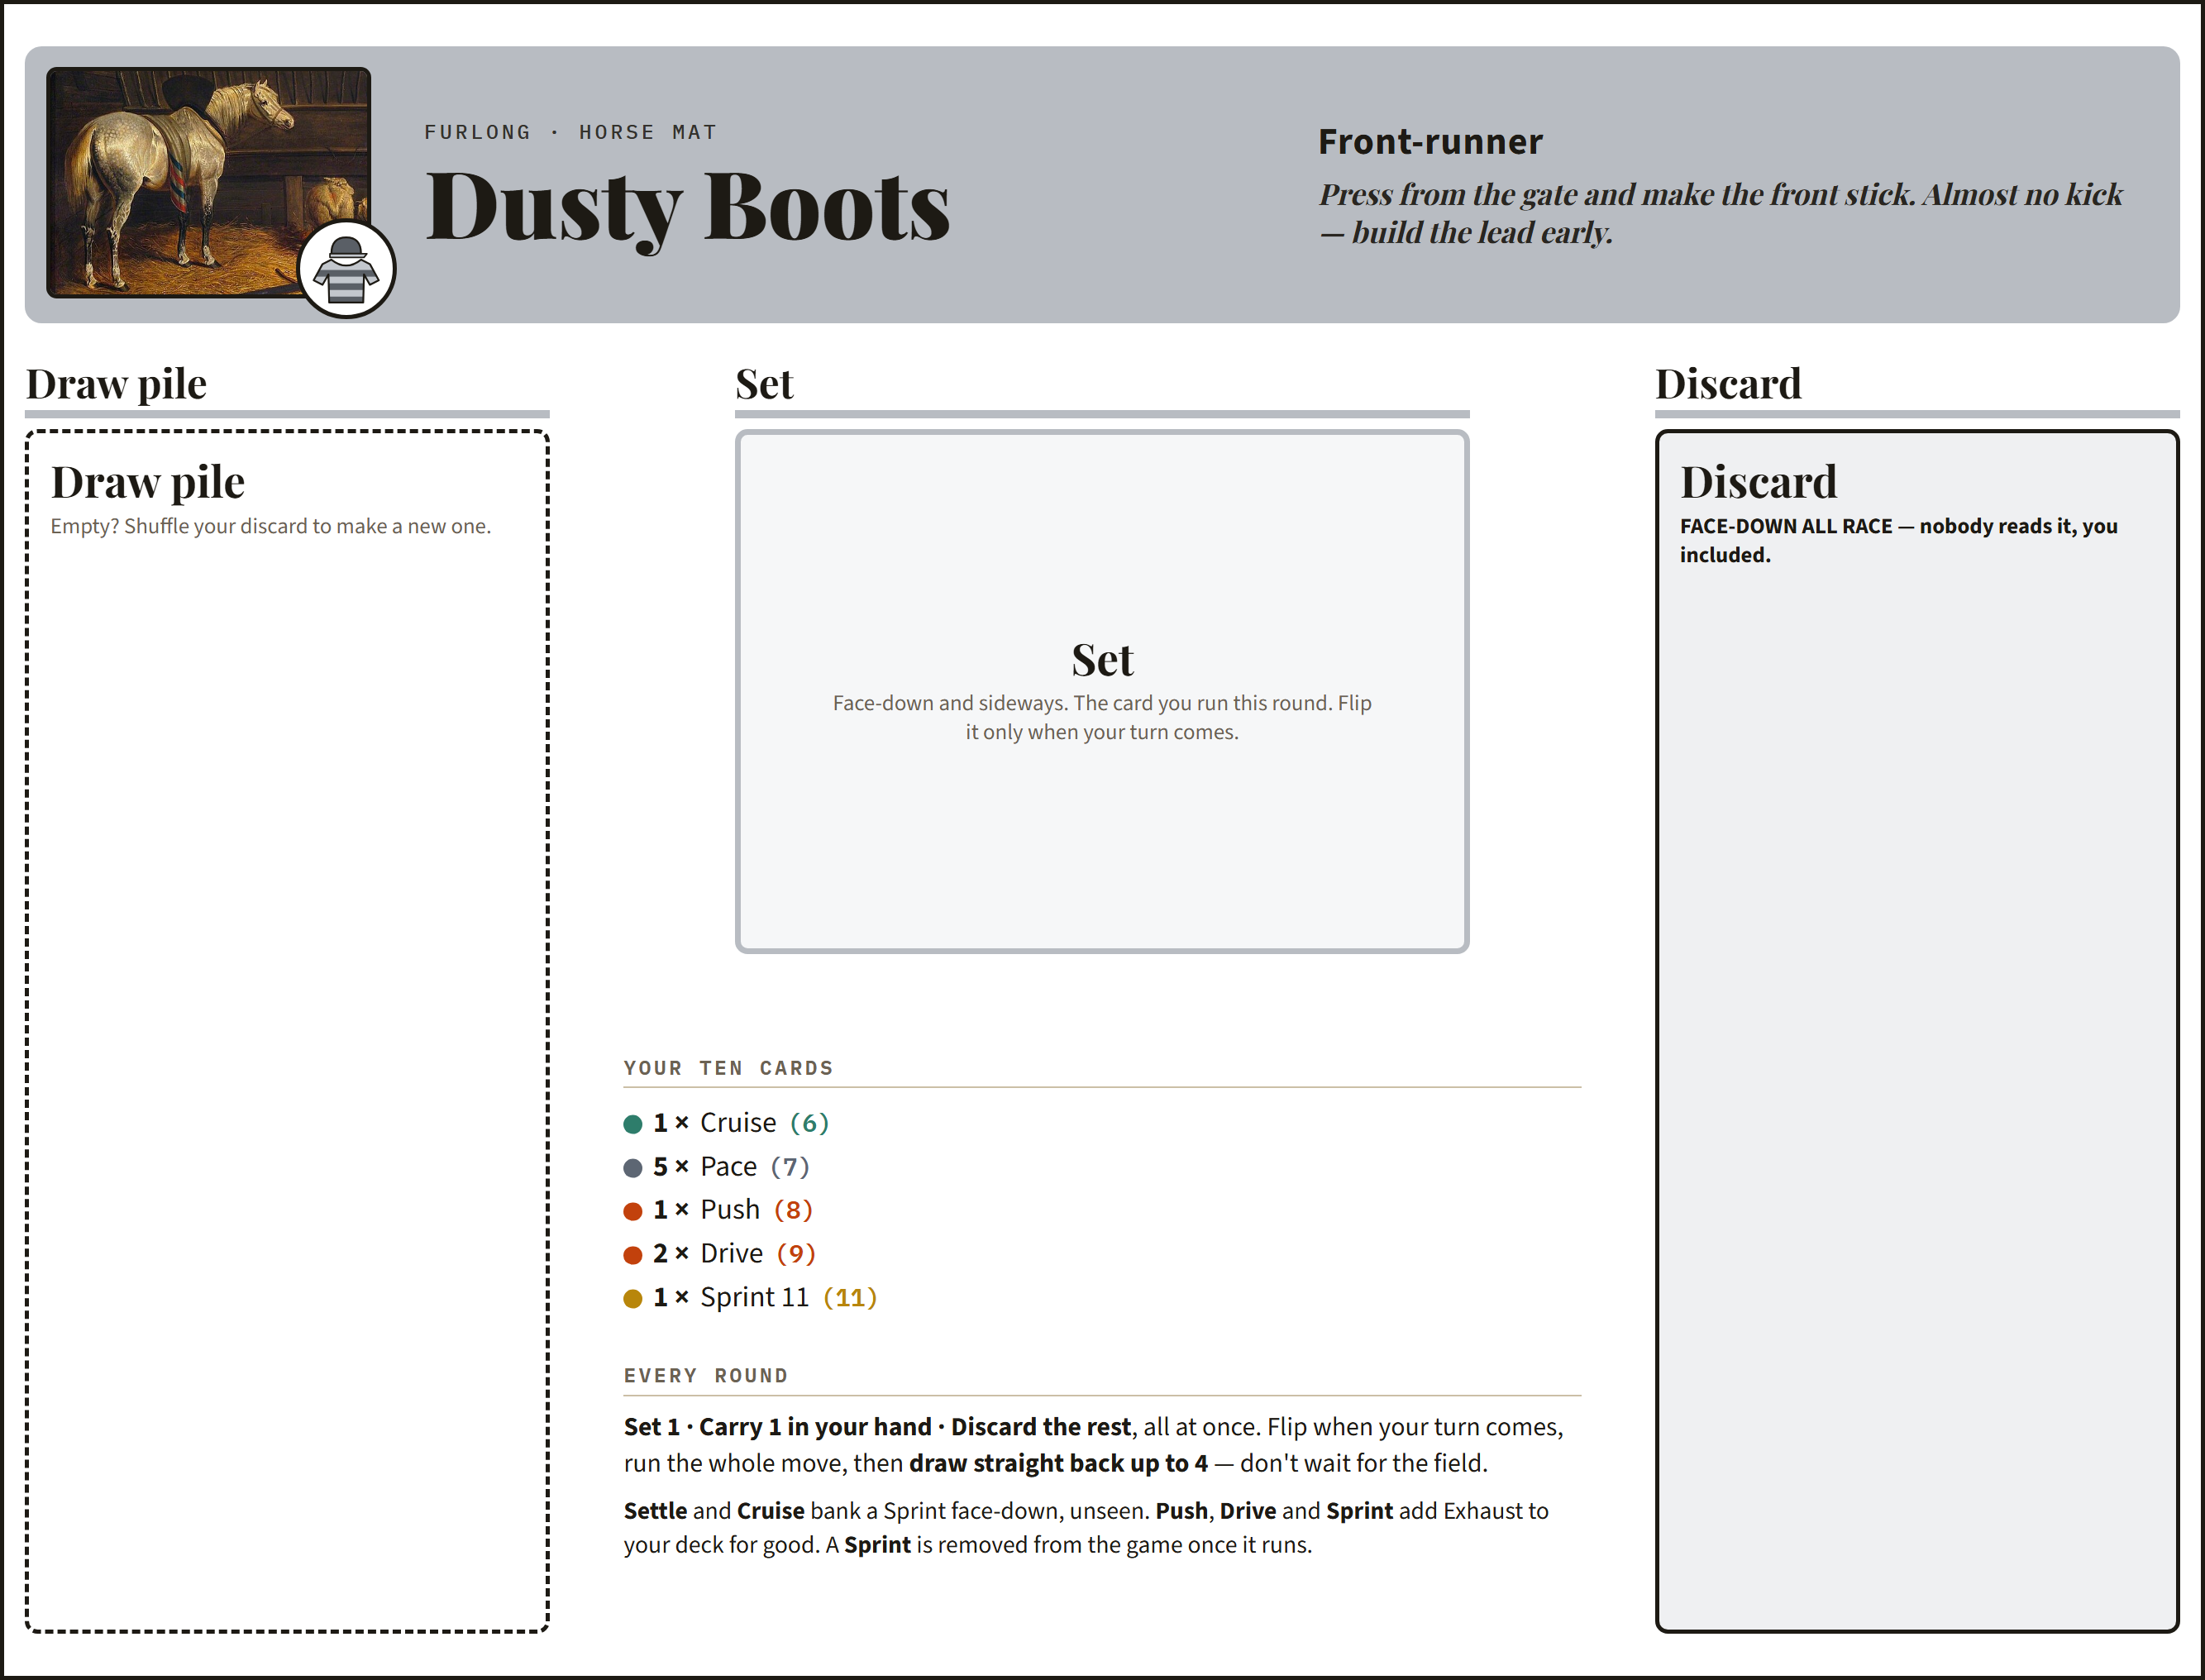 FURLONG · HORSE MAT
Dusty Boots
Front-runner
Press from the gate and make the front stick. Almost no kick
— build the lead early.
Draw pile
Draw pile
Empty? Shuffle your discard to make a new one.
Set
Set
Face-down and sideways. The card you run this round. Flip
it only when your turn comes.
YOUR TEN CARDS
1 × Cruise (6)
5 × Pace (7)
1 × Push (8)
2 × Drive (9)
1 × Sprint 11 (11)
EVERY ROUND
Set 1 · Carry 1 in your hand · Discard the rest, all at once. Flip when your turn comes,
run the whole move, then draw straight back up to 4 — don't wait for the field.
Settle and Cruise bank a Sprint face-down, unseen. Push, Drive and Sprint add Exhaust to
your deck for good. A Sprint is removed from the game once it runs.
Discard
Discard
FACE-DOWN ALL RACE — nobody reads it, you
included.